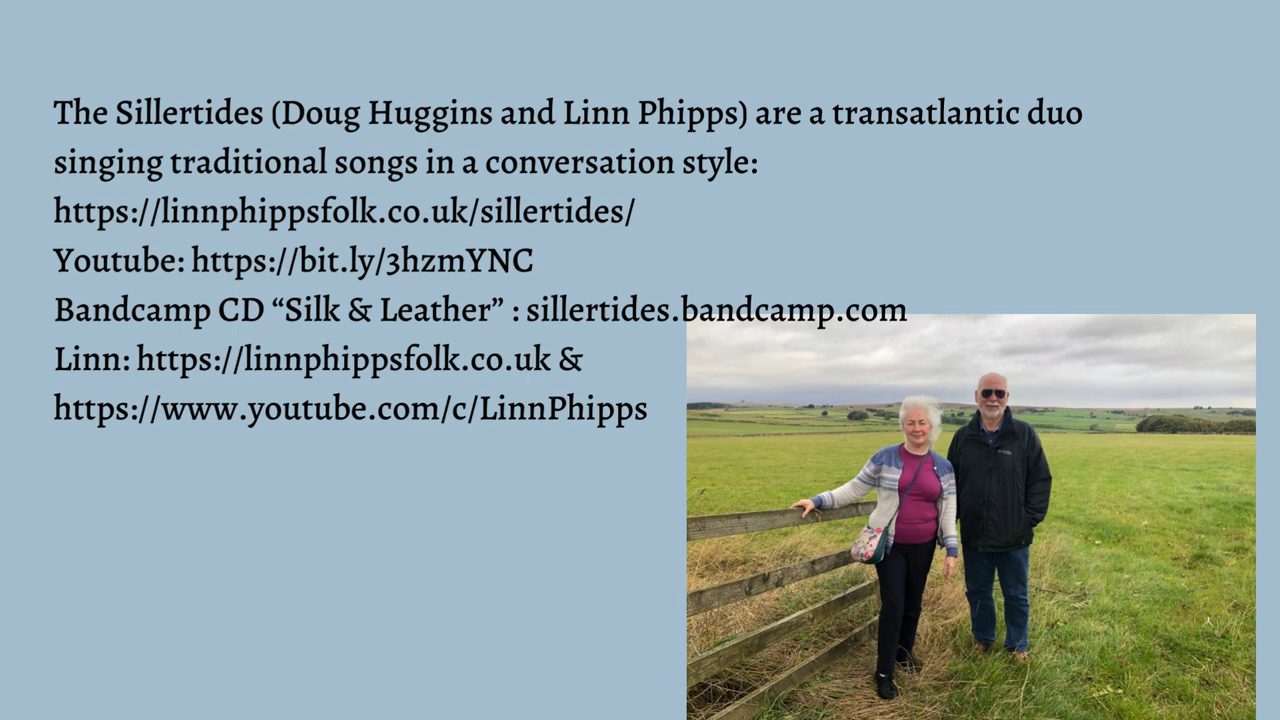 The Sillertides (Doug Huggins and Linn Phipps) are a transatlantic duo
singing traditional songs in a conversation style:
https://linnphippsfolk.co.uk/sillertides/
Youtube: https://bit.ly/3hzmYNC
Bandcamp CD “Silk & Leather” : sillertides.bandcamp.com
Linn: https://linnphippsfolk.co.uk &
https://www.youtube.com/c/LinnPhipps